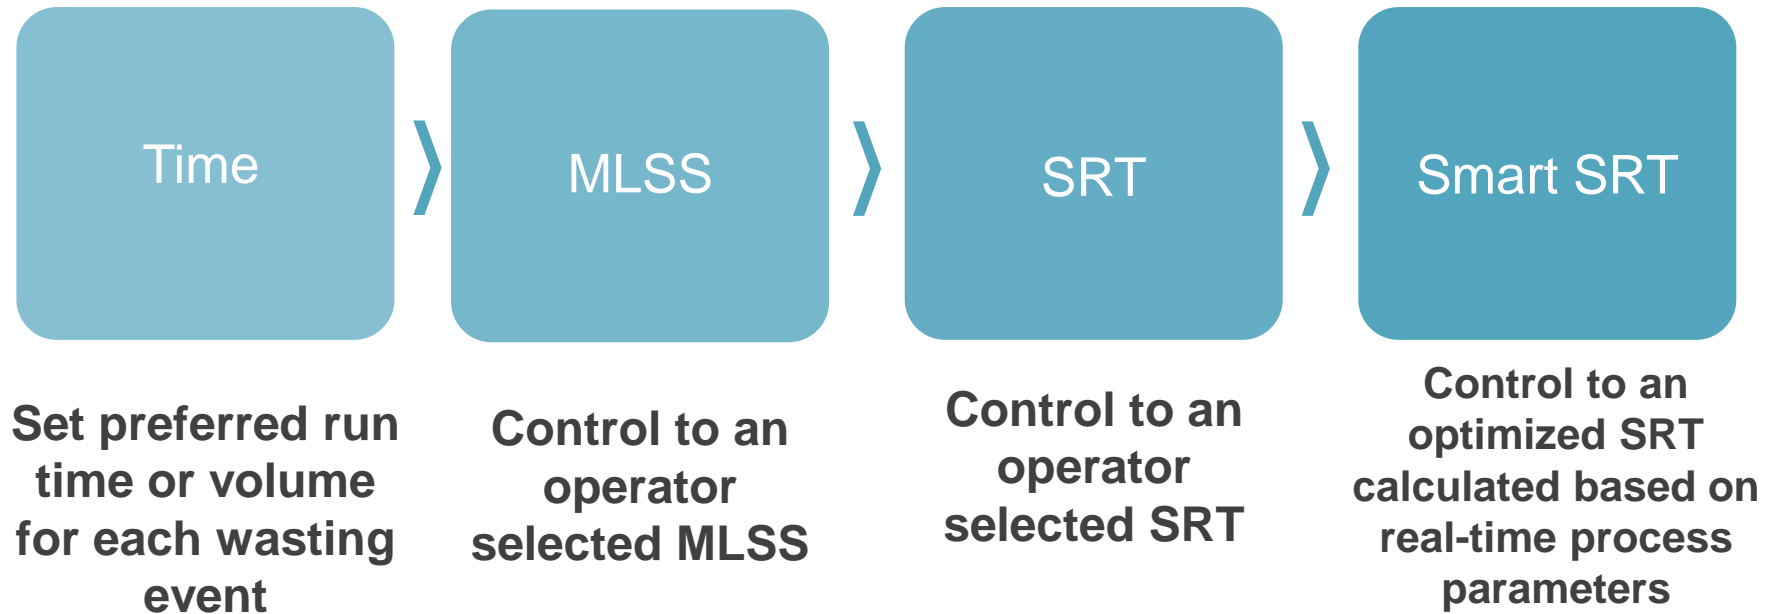 Time
MLSS
SRT
Smart SRT
Set preferred run
time or volume
for each wasting
event
Control to an
operator
selected MLSS
Control to an
operator
selected SRT
Control to an
optimized SRT
calculated based on
real-time process
parameters